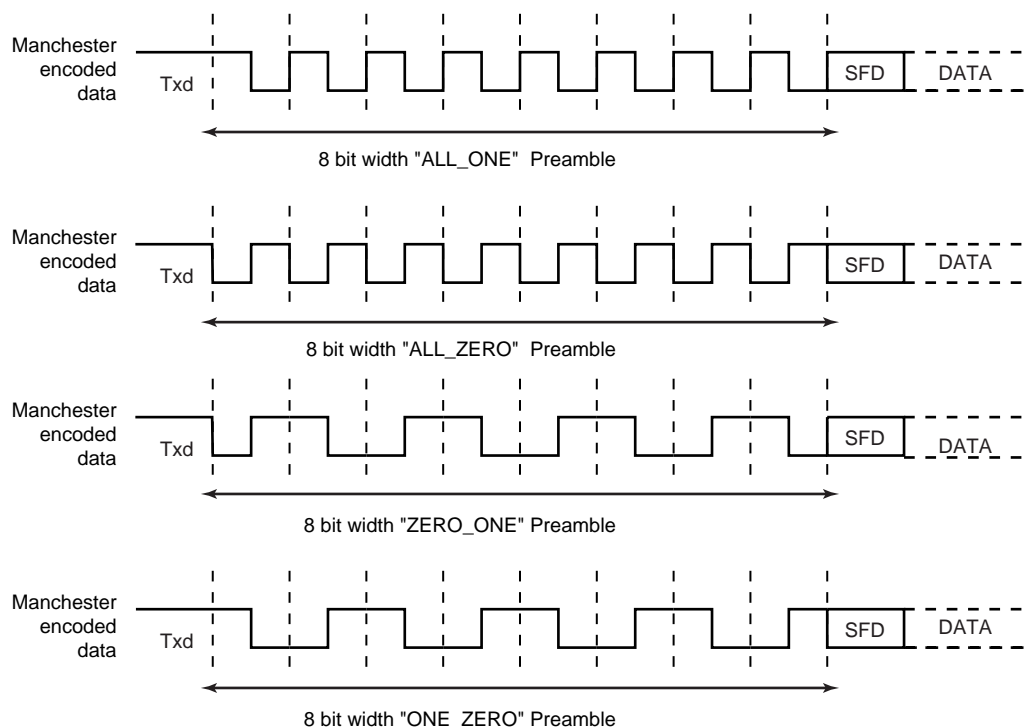 Manchester
encoded
data
Txd
SFD
DATA
8 bit width "ALL_ONE" Preamble
Manchester
encoded
data
Txd
SFD
DATA
8 bit width "ALL_ZERO" Preamble
Manchester
encoded
data
Txd
SFD
DATA
8 bit width "ZERO_ONE" Preamble
Manchester
encoded
data
Txd
SFD
DATA
8 bit width "ONE_ZERO" Preamble